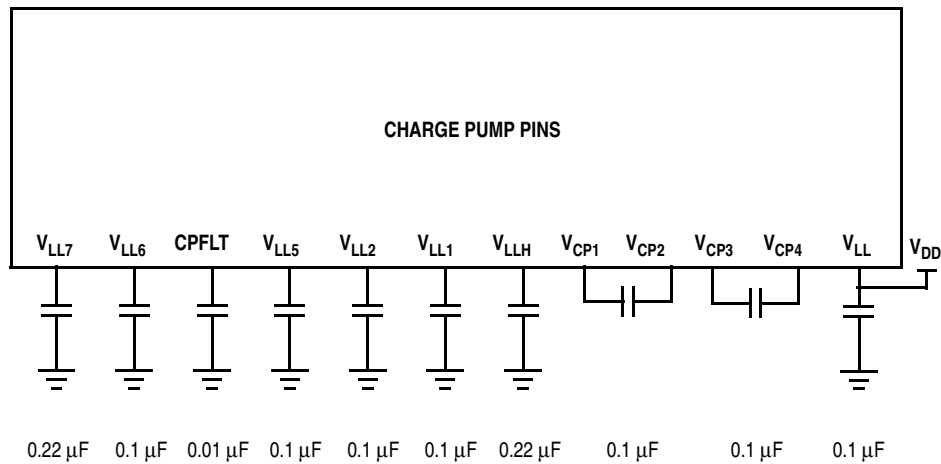 CHARGE PUMP PINS
VLL7 VLL6 CPFLT VLL5 VLL2 VLL1 VLLH VCP1 VCP2 VCP3 VCP4 VLL VDD
0.22 μF 0.1 μF 0.01 μF 0.1 μF 0.1 μF 0.1 μF 0.22 μF 0.1 μF 0.1 μF 0.1 μF